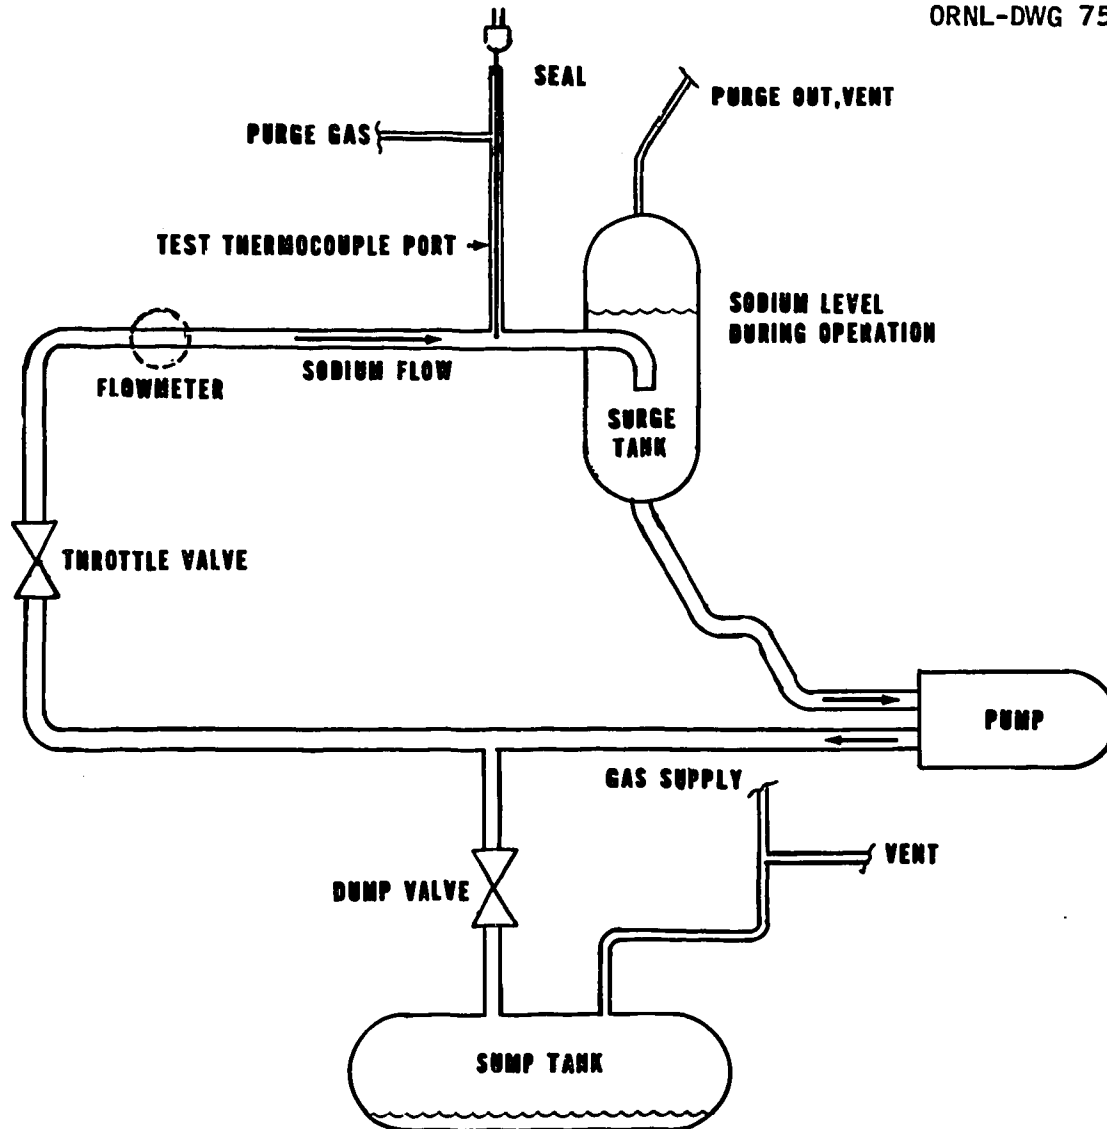 ORNL-DWG 75
SEAL
PURGE OUT, VENT
PURGE GAS
TEST THERMOCOUPLE PORT
SODIUM LEVEL
DURING OPERATION
SODIUM FLOW
FLOWMETER
SURGE
TANK
THROTTLE VALVE
PUMP
GAS SUPPLY
VENT
DUMP VALVE
SUMP TANK